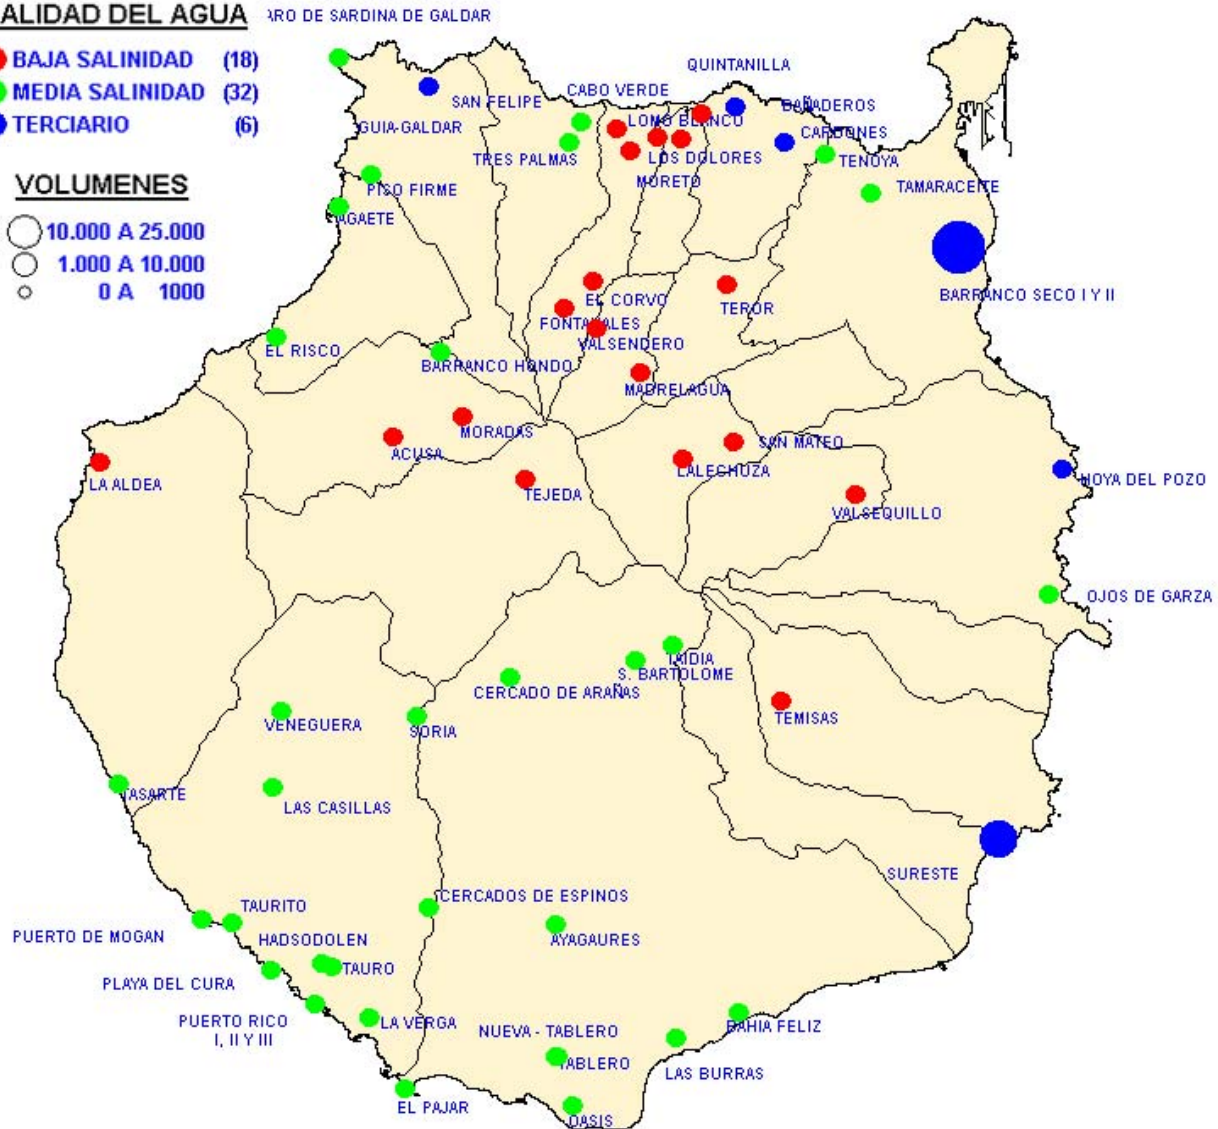 ALIDAD DEL AGUA
BAJA SALINIDAD (18)
MEDIA SALINIDAD (32)
TERCIARIO (6)
VOLUMENES
10.000 A 25.000
1.000 A 10.000
0 A 1000
ARO DE SARDINA DE GALDAR
QUINTANILLA
CABO VERDE
SAN FELIPE
BAÑADEROS
LOMO BLANCO
GUIA-GALDAR
CARDONES
TRES PALMAS
LOS DOLORES
TENOYA
MORETO
PICO FIRME
TAMARACEITE
AGAETE
BARRANCO SECO I Y II
EL CORVO
TEROR
FONTANALES
VALSENDERO
EL RISCO
BARRANCO HONDO
MADRELAGUA
MORADAS
SAN MATEO
ACUSA
LALECHUZA
LA ALDEA
TEJEDA
HOYA DEL POZO
VALSEQUILLO
OJOS DE GARZA
TAIDIA
S. BARTOLOME
CERCADO DE ARAÑAS
TEMISAS
VENEGUERA
SORIA
TASARTE
LAS CASILLAS
SURESTE
CERCADOS DE ESPINOS
TAURITO
PUERTO DE MOGAN
HADSODOLEN
AYAGAURES
TAURO
PLAYA DEL CURA
PUERTO RICO
I, II Y III
LA VERGA
NUEVA - TABLERO
BAHIA FELIZ
TABLERO
LAS BURRAS
EL PAJAR
OASIS